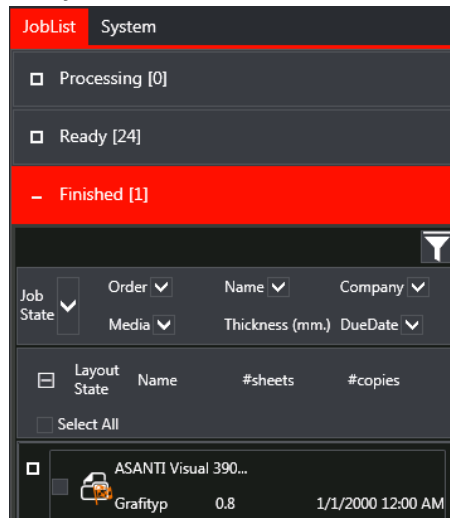 JobList System
Processing [0]
Ready [24]
Finished [1]
Job State
Order Name Company
Media Thickness (mm.) DueDate
Layout State Name #sheets #copies
Select All
ASANTI Visual 390...
Grafityp 0.8 1/1/2000 12:00 AM